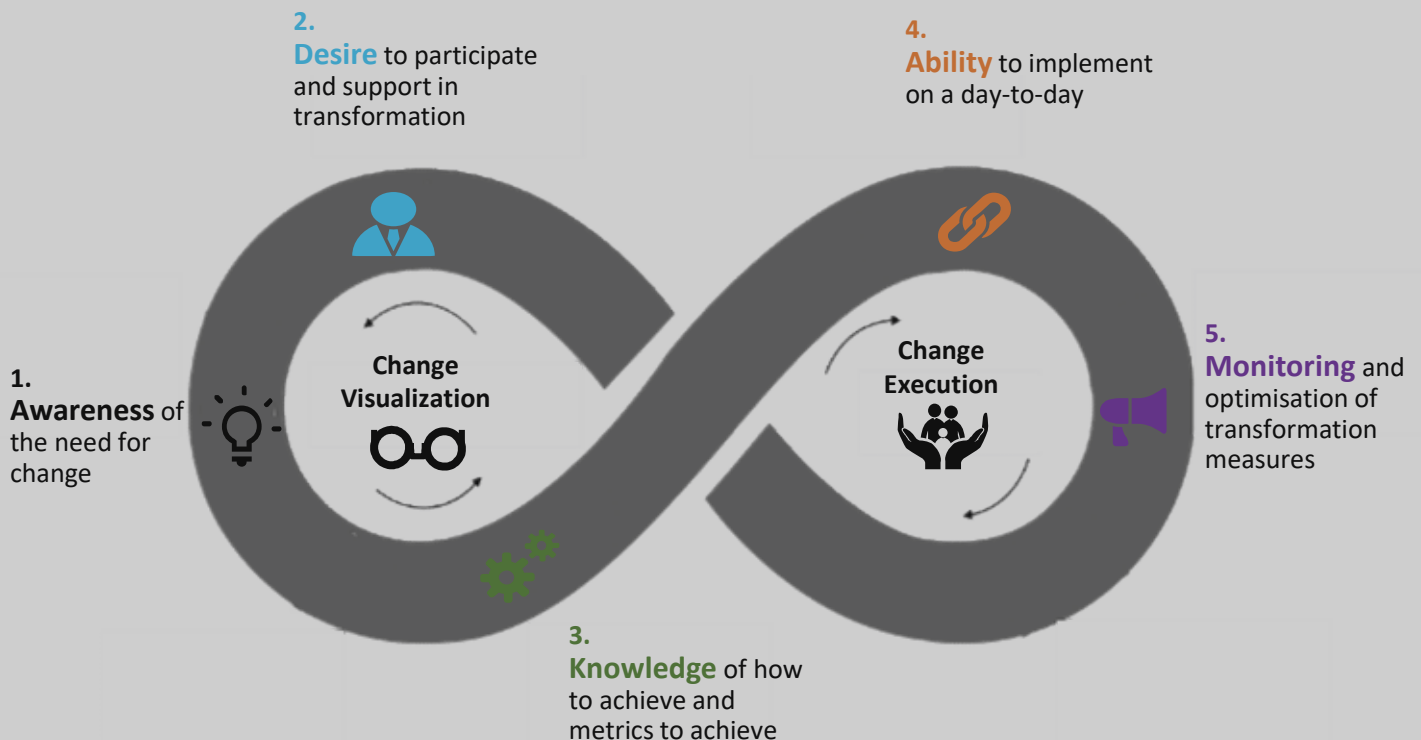 1.
Awareness of
the need for
change
2.
Desire to participate
and support in
transformation
Change
Visualization
3.
Knowledge of how
to achieve and
metrics to achieve
4.
Ability to implement
on a day-to-day
Change
Execution
5.
Monitoring and
optimisation of
transformation
measures